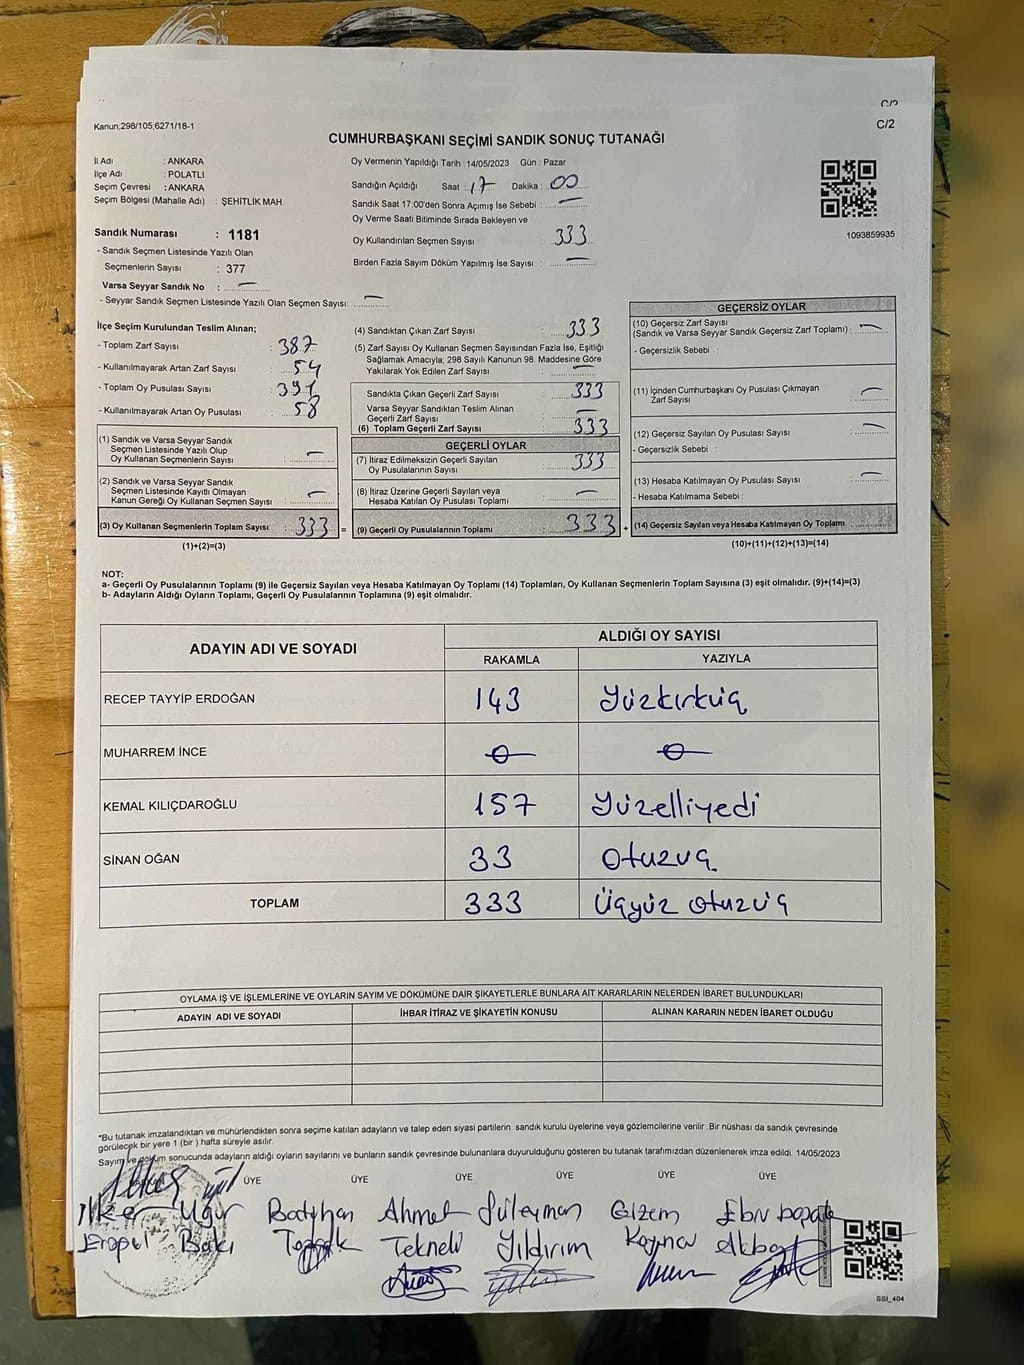 C/2
Kanun;298/105;6271/18-1
C/2
CUMHURBAŞKANI SEÇİMİ SANDIK SONUÇ TUTANAĞI
İl Adı : ANKARA
İlçe Adı : POLATLI
Seçim Çevresi : ANKARA
Seçim Bölgesi (Mahalle Adı) : ŞEHİTLİK MAH.
Oy Vermenin Yapıldığı Tarih :14/05/2023 Gün : Pazar
Sandığın Açıldığı Saat : 17 Dakika : 00
Sandık Saat 17:00'den Sonra Açımış İse Sebebi : —
Oy Verme Saati Bitiminde Sırada Bekleyen ve
Oy Kullandırılan Seçmen Sayısı : 333
Birden Fazla Sayım Döküm Yapılmış İse Sayısı : —
1093859935
Sandık Numarası : 1181
- Sandık Seçmen Listesinde Yazılı Olan
Seçmenlerin Sayısı : 377
Varsa Seyyar Sandık No : —
- Seyyar Sandık Seçmen Listesinde Yazılı Olan Seçmen Sayısı: —
İlçe Seçim Kurulundan Teslim Alınan;
- Toplam Zarf Sayısı : 387
- Kullanılmayarak Artan Zarf Sayısı : 54
- Toplam Oy Pusulası Sayısı : 391
- Kullanılmayarak Artan Oy Pusulası : 58
(1) Sandık ve Varsa Seyyar Sandık
Seçmen Listesinde Yazılı Olup
Oy Kullanan Seçmenlerin Sayısı : —
(2) Sandık ve Varsa Seyyar Sandık
Seçmen Listesinde Kayıtlı Olmayan
Kanun Gereği Oy Kullanan Seçmen Sayısı : —
(3) Oy Kullanan Seçmenlerin Toplam Sayısı : 333 =
(1)+(2)=(3)
(4) Sandıktan Çıkan Zarf Sayısı : 333
(5) Zarf Sayısı Oy Kullanan Seçmen Sayısından Fazla İse, Eşitliği
Sağlamak Amacıyla; 298 Sayılı Kanunun 98. Maddesine Göre
Yakılarak Yok Edilen Zarf Sayısı : —
Sandıkta Çıkan Geçerli Zarf Sayısı : 333
Varsa Seyyar Sandıktan Teslim Alınan
Geçerli Zarf Sayısı : —
(6) Toplam Geçerli Zarf Sayısı : 333
GEÇERLİ OYLAR
(7) İtiraz Edilmeksizin Geçerli Sayılan
Oy Pusulalarının Sayısı : 333
(8) İtiraz Üzerine Geçerli Sayılan veya
Hesaba Katılan Oy Pusulaları Toplamı : —
(9) Geçerli Oy Pusulalarının Toplamı : 333 +
GEÇERSİZ OYLAR
(10) Geçersiz Zarf Sayısı
(Sandık ve Varsa Seyyar Sandık Geçersiz Zarf Toplamı) : —
- Geçersizlik Sebebi :
(11) İçinden Cumhurbaşkanı Oy Pusulası Çıkmayan
Zarf Sayısı : —
(12) Geçersiz Sayılan Oy Pusulası Sayısı : —
- Geçersizlik Sebebi :
(13) Hesaba Katılmayan Oy Pusulası Sayısı : —
- Hesaba Katılmama Sebebi :
(14) Geçersiz Sayılan veya Hesaba Katılmayan Oy Toplamı :
(10)+(11)+(12)+(13)=(14)
NOT:
a- Geçerli Oy Pusulalarının Toplamı (9) ile Geçersiz Sayılan veya Hesaba Katılmayan Oy Toplamı (14) Toplamları, Oy Kullanan Seçmenlerin Toplam Sayısına (3) eşit olmalıdır. (9)+(14)=(3)
b- Adayların Aldığı Oyların Toplamı, Geçerli Oy Pusulalarının Toplamına (9) eşit olmalıdır.
ADAYIN ADI VE SOYADI ALDIĞI OY SAYISI
RAKAMLA YAZIYLA
RECEP TAYYİP ERDOĞAN 143 Yüzkırküç
MUHARREM İNCE 0 0
KEMAL KILIÇDAROĞLU 157 Yüzelliyedi
SİNAN OĞAN 33 Otuzuç
TOPLAM 333 Üçyüz otuzüç
OYLAMA İŞ VE İŞLEMLERİNE VE OYLARIN SAYIM VE DÖKÜMÜNE DAİR ŞİKAYETLERLE BUNLARA AİT KARARLARIN NELERDEN İBARET BULUNDUKLARI
ADAYIN ADI VE SOYADI İHBAR İTİRAZ VE ŞİKAYETİN KONUSU ALINAN KARARIN NEDEN İBARET OLDUĞU
*Bu tutanak imzalandıktan ve mühürlendikten sonra seçime katılan adayların ve talep eden siyasi partilerin sandık kurulu üyelerine veya gözlemcilerine verilir .Bir nüshası da sandık çevresinde
görülecek bir yere 1 (bir ) hafta süreyle asılır.
Sayım ve döküm sonucunda adayların aldığı oyların sayılarını ve bunların sandık çevresinde bulunanlara duyurulduğunu gösteren bu tutanak tarafımızdan düzenlenerek imza edildi. 14/05/2023
ÜYE ÜYE ÜYE ÜYE ÜYE ÜYE
İlker Uğur Batıhan Ahmet Süleyman Gizem
Bakı Tekneli Yıldırım
SSI_404